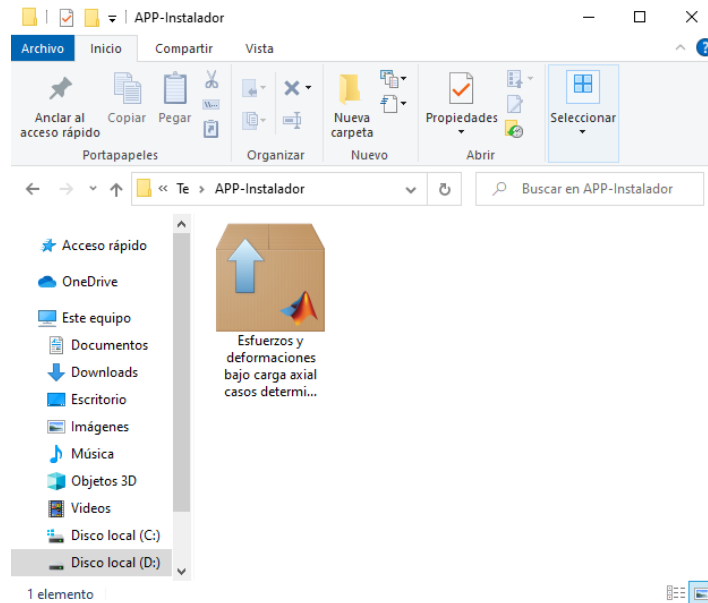 APP-Instalador
Archivo Inicio Compartir Vista
Anclar al acceso rápido
Copiar
Pegar
Nueva carpeta
Propiedades
Seleccionar
Portapapeles Organizar Nuevo Abrir
« Te › APP-Instalador
Buscar en APP-Instalador
Acceso rápido
OneDrive
Este equipo
Documentos
Downloads
Escritorio
Imágenes
Música
Objetos 3D
Videos
Disco local (C:)
Disco local (D:)
Esfuerzos y
deformaciones
bajo carga axial
casos determi...
1 elemento